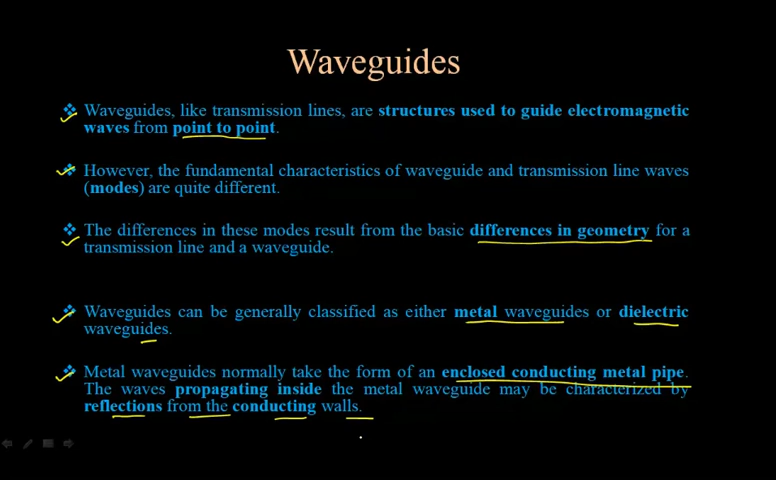 Waveguides
Waveguides, like transmission lines, are structures used to guide electromagnetic
waves from point to point.
However, the fundamental characteristics of waveguide and transmission line waves
(modes) are quite different.
The differences in these modes result from the basic differences in geometry for a
transmission line and a waveguide.
Waveguides can be generally classified as either metal waveguides or dielectric
waveguides.
Metal waveguides normally take the form of an enclosed conducting metal pipe.
The waves propagating inside the metal waveguide may be characterized by
reflections from the conducting walls.